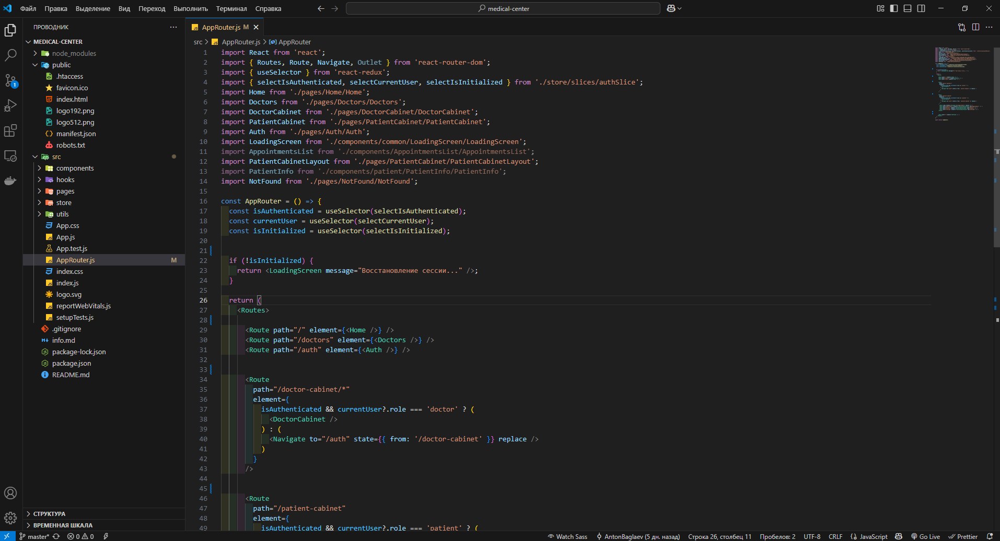 Файл Правка Выделение Вид Переход Выполнить Терминал Справка
medical-center
ПРОВОДНИК
MEDICAL-CENTER
node_modules
public
.htaccess
favicon.ico
index.html
logo192.png
logo512.png
manifest.json
robots.txt
src
components
hooks
pages
store
utils
App.css
App.js
App.test.js
AppRouter.js M
index.css
index.js
logo.svg
reportWebVitals.js
setupTests.js
.gitignore
info.md
package-lock.json
package.json
README.md
СТРУКТУРА
ВРЕМЕННАЯ ШКАЛА
1
AppRouter.js M
src > AppRouter.js > AppRouter
1 import React from 'react';
2 import { Routes, Route, Navigate, Outlet } from 'react-router-dom';
3 import { useSelector } from 'react-redux';
4 import { selectIsAuthenticated, selectCurrentUser, selectIsInitialized } from './store/slices/authSlice';
5 import Home from './pages/Home/Home';
6 import Doctors from './pages/Doctors/Doctors';
7 import DoctorCabinet from './pages/DoctorCabinet/DoctorCabinet';
8 import PatientCabinet from './pages/PatientCabinet/PatientCabinet';
9 import Auth from './pages/Auth/Auth';
10 import LoadingScreen from './components/common/LoadingScreen/LoadingScreen';
11 import AppointmentsList from './components/AppointmentsList/AppointmentsList';
12 import PatientCabinetLayout from './pages/PatientCabinet/PatientCabinetLayout';
13 import PatientInfo from './components/patient/PatientInfo/PatientInfo';
14 import NotFound from './pages/NotFound/NotFound';
15
16 const AppRouter = () => {
17 const isAuthenticated = useSelector(selectIsAuthenticated);
18 const currentUser = useSelector(selectCurrentUser);
19 const isInitialized = useSelector(selectIsInitialized);
20
21
22 if (!isInitialized) {
23 return <LoadingScreen message="Восстановление сессии..." />;
24 }
25
26 return (
27 <Routes>
28
29 <Route path="/" element={<Home />} />
30 <Route path="/doctors" element={<Doctors />} />
31 <Route path="/auth" element={<Auth />} />
32
33
34 <Route
35 path="/doctor-cabinet/*"
36 element={
37 isAuthenticated && currentUser?.role === 'doctor' ? (
38 <DoctorCabinet />
39 ) : (
40 <Navigate to="/auth" state={{ from: '/doctor-cabinet' }} replace />
41 )
42 }
43 />
44
45
46 <Route
47 path="/patient-cabinet"
48 element={
49 isAuthenticated && currentUser?.role === 'patient' ? (
master* 0 0 Watch Sass AntonBaglaev (5 дн. назад) Строка 26, столбец 11 Пробелов: 2 UTF-8 CRLF JavaScript Go Live Prettier